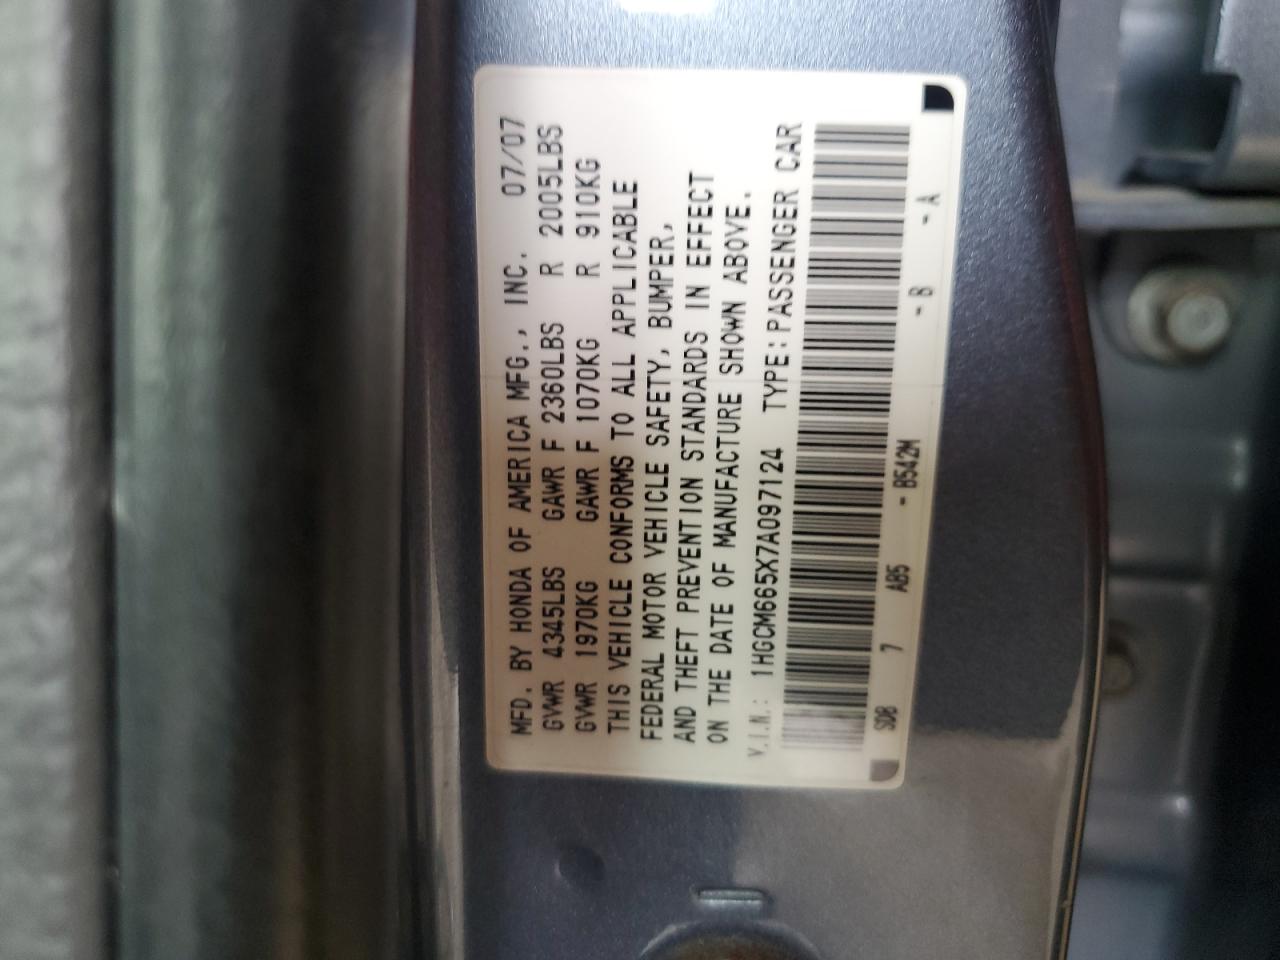 MFD. BY HONDA OF AMERICA MFG., INC. 07/07
GVWR 4345LBS GAWR F 2360LBS R 2005LBS
GVWR 1970KG GAWR F 1070KG R 910KG
THIS VEHICLE CONFORMS TO ALL APPLICABLE
FEDERAL MOTOR VEHICLE SAFETY, BUMPER,
AND THEFT PREVENTION STANDARDS IN EFFECT
ON THE DATE OF MANUFACTURE SHOWN ABOVE.
V.I.N.: 1HGCM665X7A097124 TYPE:PASSENGER CAR
SDB 7 AB5 - B542M - B - A